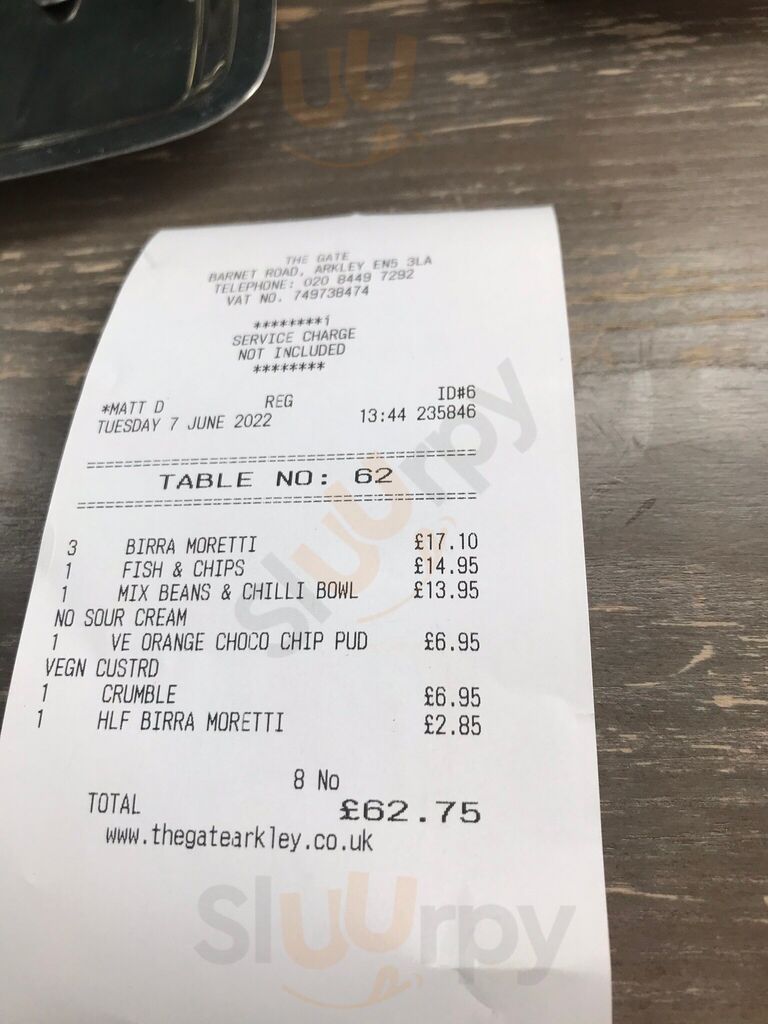 THE GATE
BARNET ROAD, ARKLEY EN5 3LA
TELEPHONE: 020 8449 7292
VAT NO. 749738474
********i
SERVICE CHARGE
NOT INCLUDED
********
ID#6
*MATT D REG
TUESDAY 7 JUNE 2022 13:44 235846
TABLE NO: 62
3 BIRRA MORETTI £17.10
1 FISH & CHIPS £14.95
1 MIX BEANS & CHILLI BOWL £13.95
NO SOUR CREAM
1 VE ORANGE CHOCO CHIP PUD £6.95
VEGN CUSTRD
1 CRUMBLE £6.95
1 HLF BIRRA MORETTI £2.85
8 No
TOTAL £62.75
www.thegatearkley.co.uk
sluurpy
sluurpy